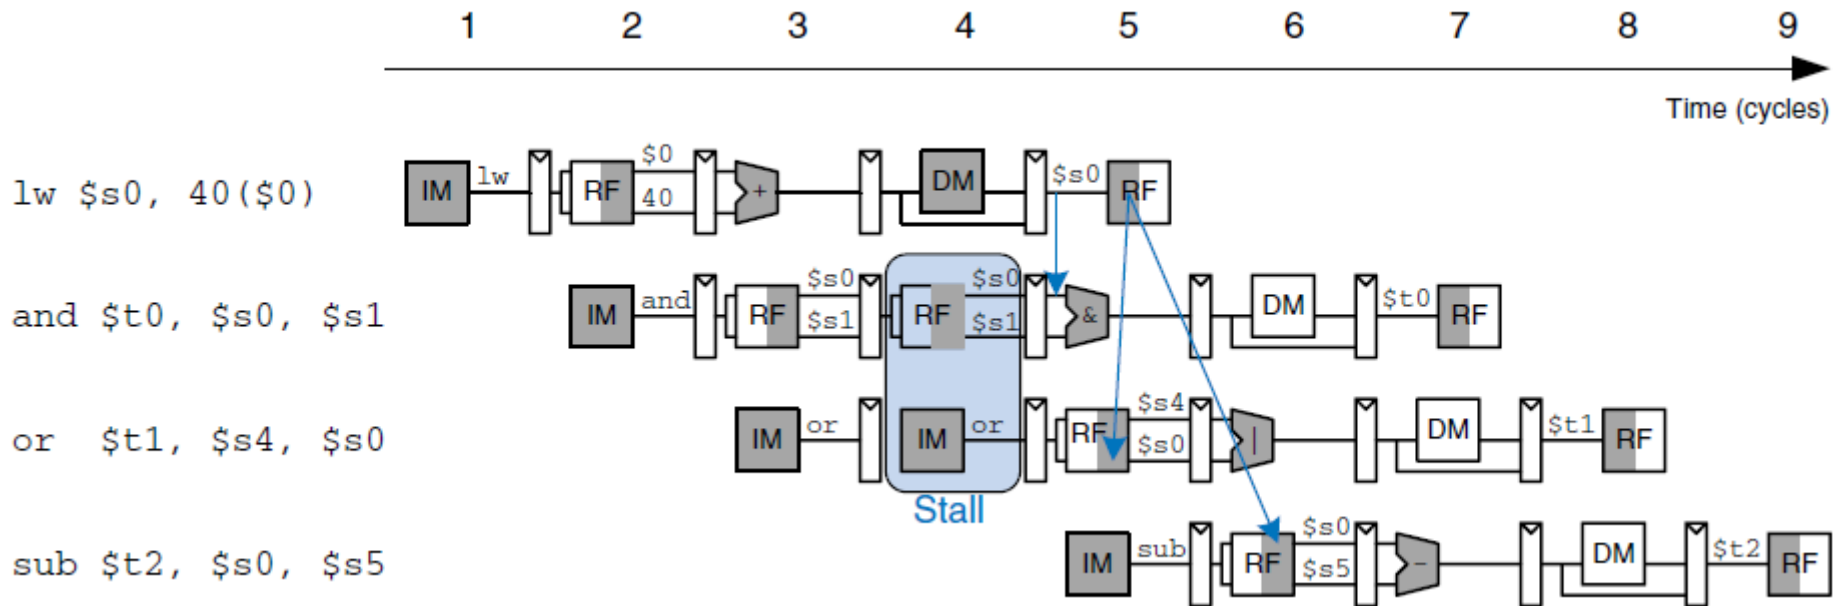 1 2 3 4 5 6 7 8 9
Time (cycles)
lw $s0, 40($0) IM lw RF $0 40 + DM $s0 RF
and $t0, $s0, $s1 IM and RF $s0 $s1 RF $s0 $s1 & DM $t0 RF
or $t1, $s4, $s0 IM or IM or RF $s4 $s0 | DM $t1 RF
Stall
sub $t2, $s0, $s5 IM sub RF $s0 $s5 - DM $t2 RF